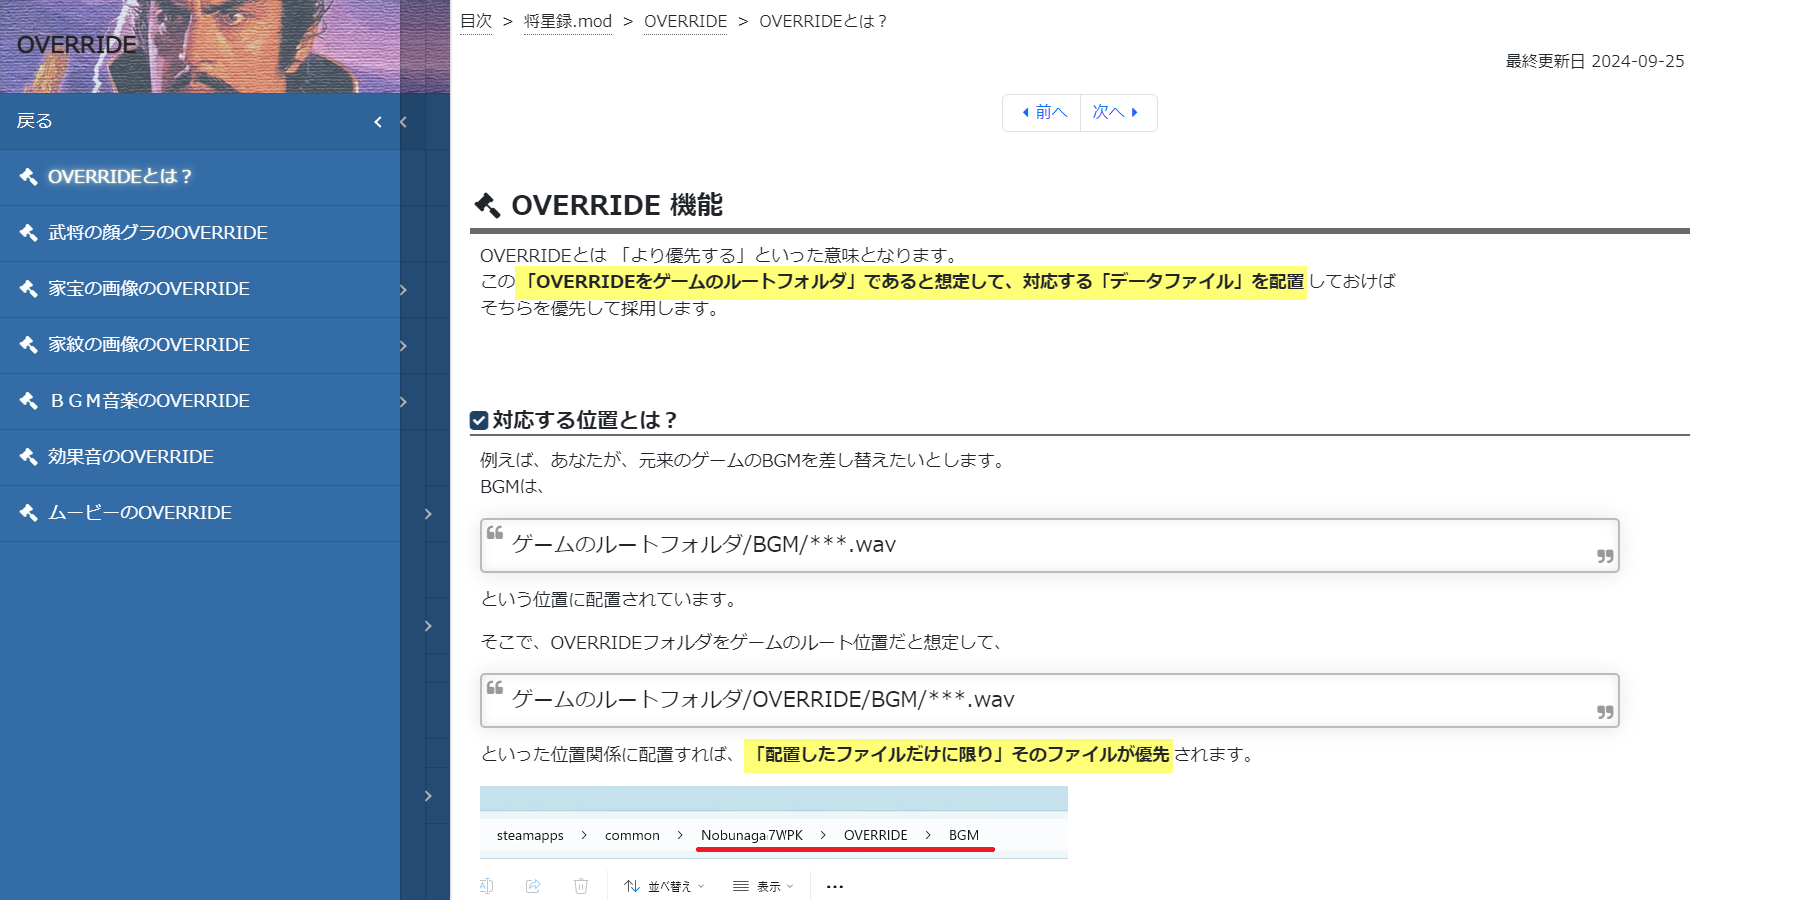 OVERRIDE
戻る
OVERRIDEとは？
武将の顔グラのOVERRIDE
家宝の画像のOVERRIDE
家紋の画像のOVERRIDE
ＢＧＭ音楽のOVERRIDE
効果音のOVERRIDE
ムービーのOVERRIDE
目次 > 将星録.mod > OVERRIDE > OVERRIDEとは？
最終更新日 2024-09-25
前へ 次へ
OVERRIDE 機能
OVERRIDEとは 「より優先する」といった意味となります。
この「OVERRIDEをゲームのルートフォルダ」であると想定して、対応する「データファイル」を配置しておけば
そちらを優先して採用します。
対応する位置とは？
例えば、あなたが、元来のゲームのBGMを差し替えたいとします。
BGMは、
ゲームのルートフォルダ/BGM/***.wav
という位置に配置されています。
そこで、OVERRIDEフォルダをゲームのルート位置だと想定して、
ゲームのルートフォルダ/OVERRIDE/BGM/***.wav
といった位置関係に配置すれば、「配置したファイルだけに限り」そのファイルが優先されます。
steamapps > common > Nobunaga7WPK > OVERRIDE > BGM
並べ替え 表示 ...